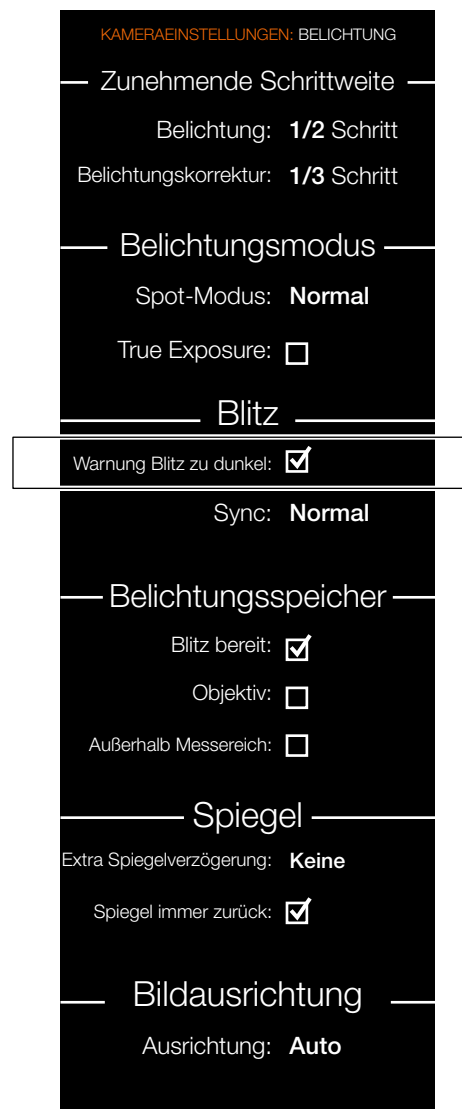 KAMERAEINSTELLUNGEN: BELICHTUNG
Zunehmende Schrittweite
Belichtung: 1/2 Schritt
Belichtungskorrektur: 1/3 Schritt
Belichtungsmodus
Spot-Modus: Normal
True Exposure:
Blitz
Warnung Blitz zu dunkel:
Sync: Normal
Belichtungsspeicher
Blitz bereit:
Objektiv:
Außerhalb Messereich:
Spiegel
Extra Spiegelverzögerung: Keine
Spiegel immer zurück:
Bildausrichtung
Ausrichtung: Auto